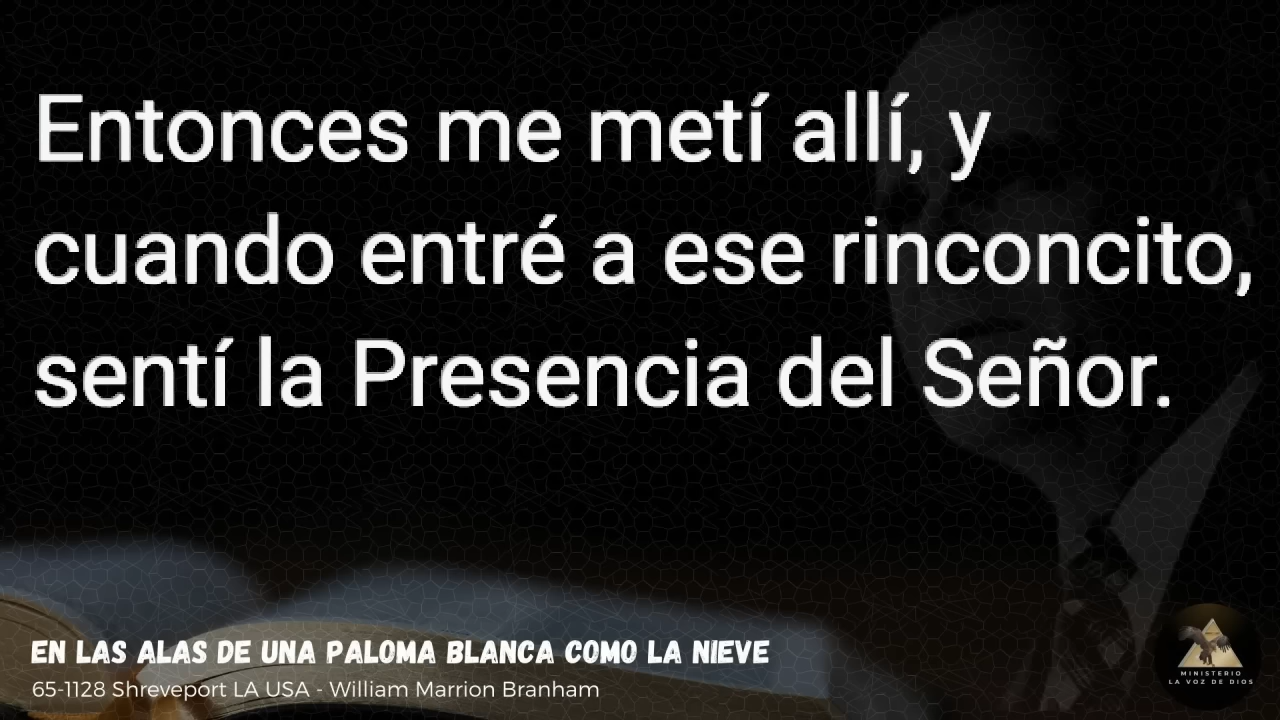 Entonces me metí allí, y
cuando entré a ese rinconcito,
sentí la Presencia del Señor.
EN LAS ALAS DE UNA PALOMA BLANCA COMO LA NIEVE
65-1128 Shreveport LA USA - William Marrion Branham
MINISTERIO
LA VOZ DE DIOS